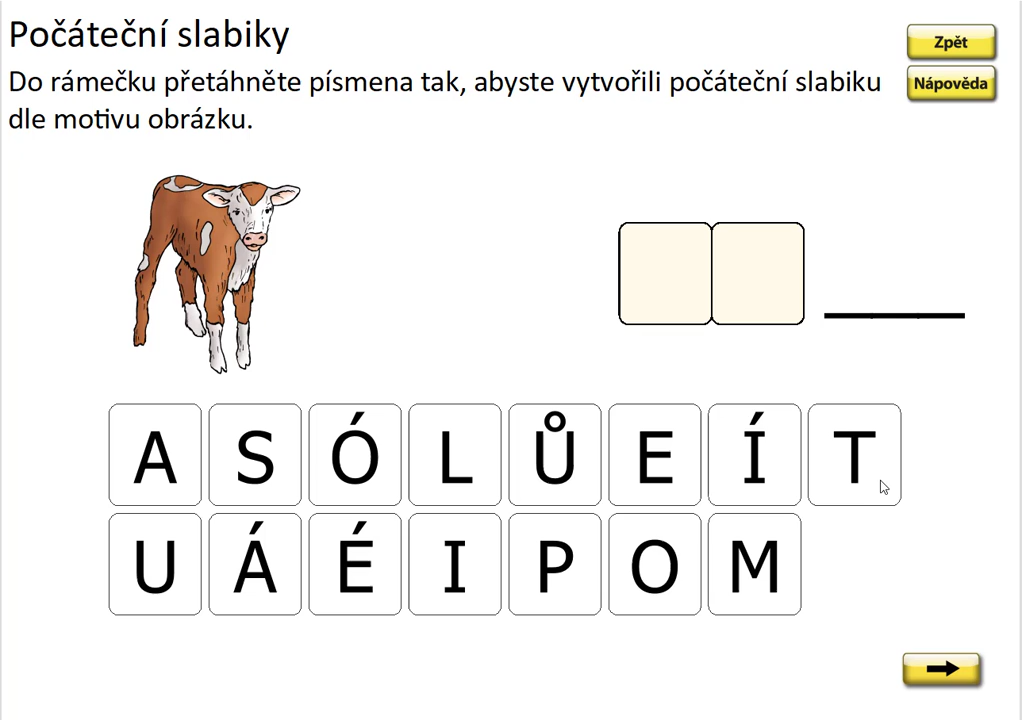 Počáteční slabiky
Zpět
Do rámečku přetáhněte písmena tak, abyste vytvořili počáteční slabiku
Nápověda
dle motivu obrázku.
A S Ó L Ů E Í T
U Á É I P O M